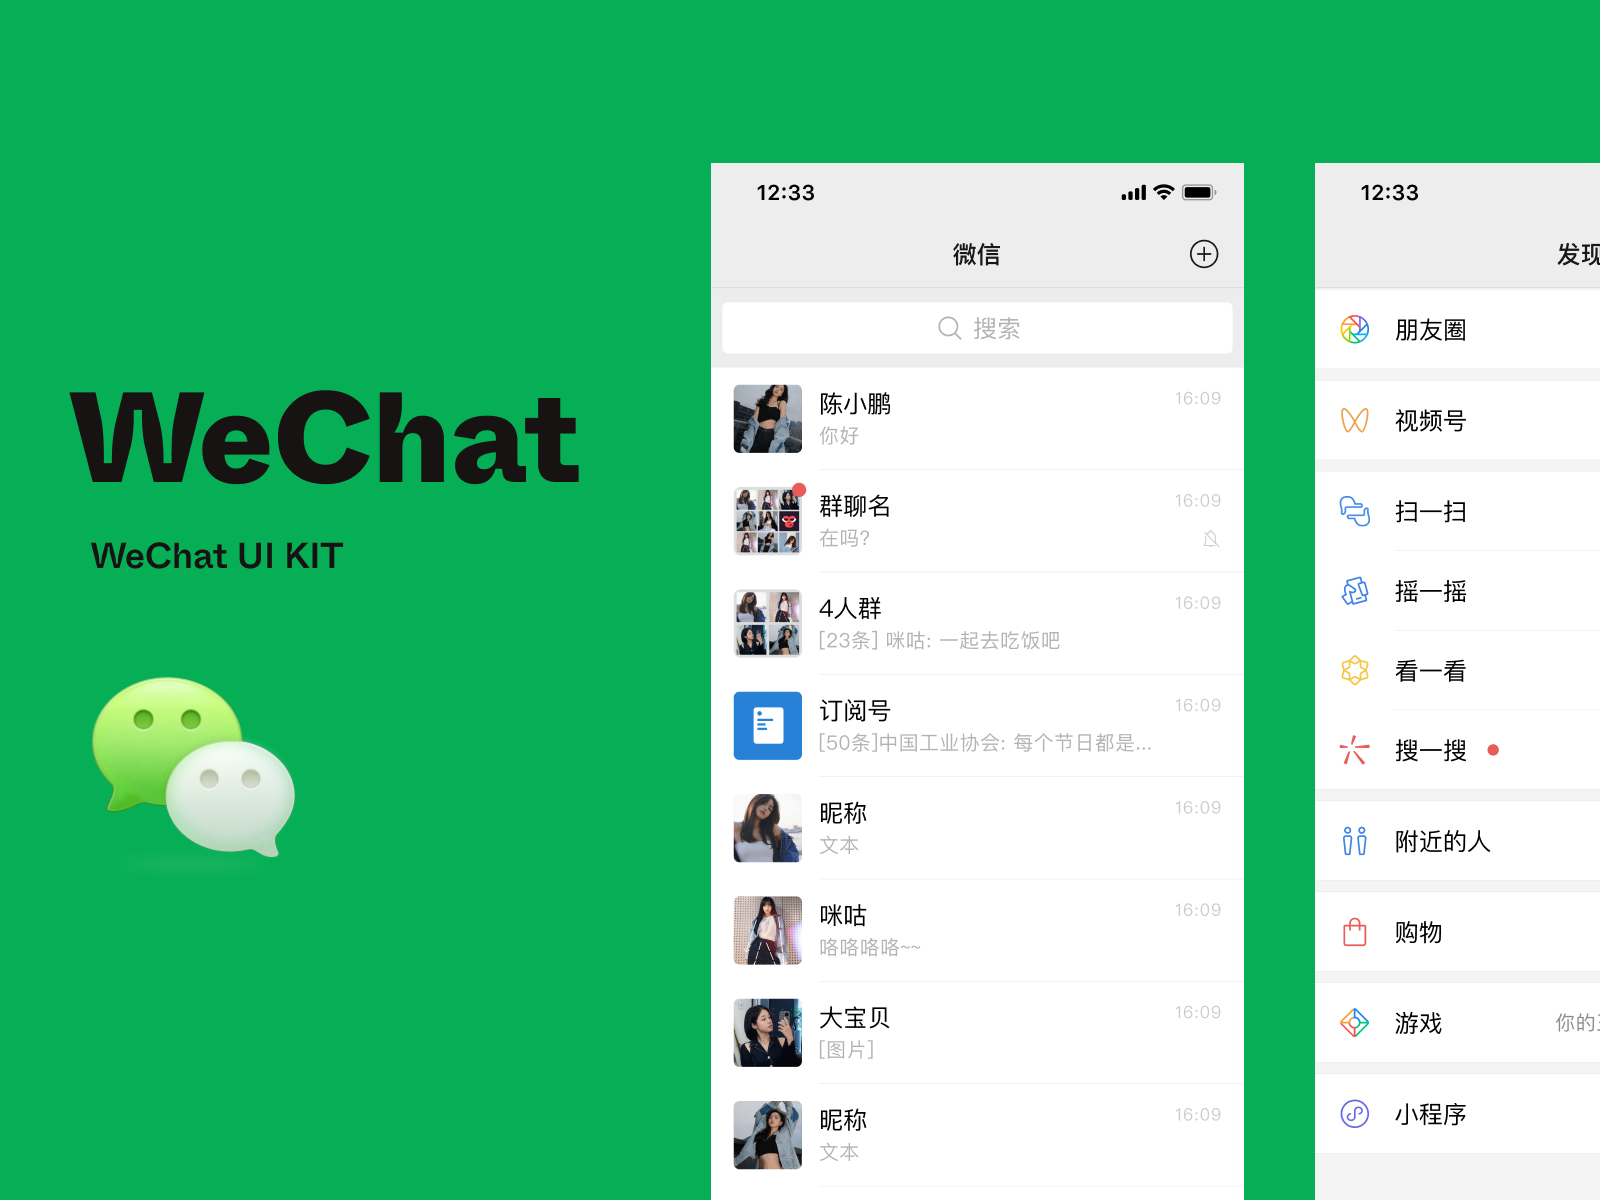 WeChat
WeChat UI KIT
12:33
微信
搜索
陈小鹏
16:09
你好
群聊名
16:09
在吗?
4人群
16:09
[23条] 咪咕: 一起去吃饭吧
订阅号
16:09
[50条]中国工业协会: 每个节日都是...
昵称
16:09
文本
咪咕
16:09
咯咯咯咯~~
大宝贝
16:09
[图片]
昵称
16:09
文本
12:33
发现
朋友圈
视频号
扫一扫
摇一摇
看一看
搜一搜
附近的人
购物
游戏
你的
小程序